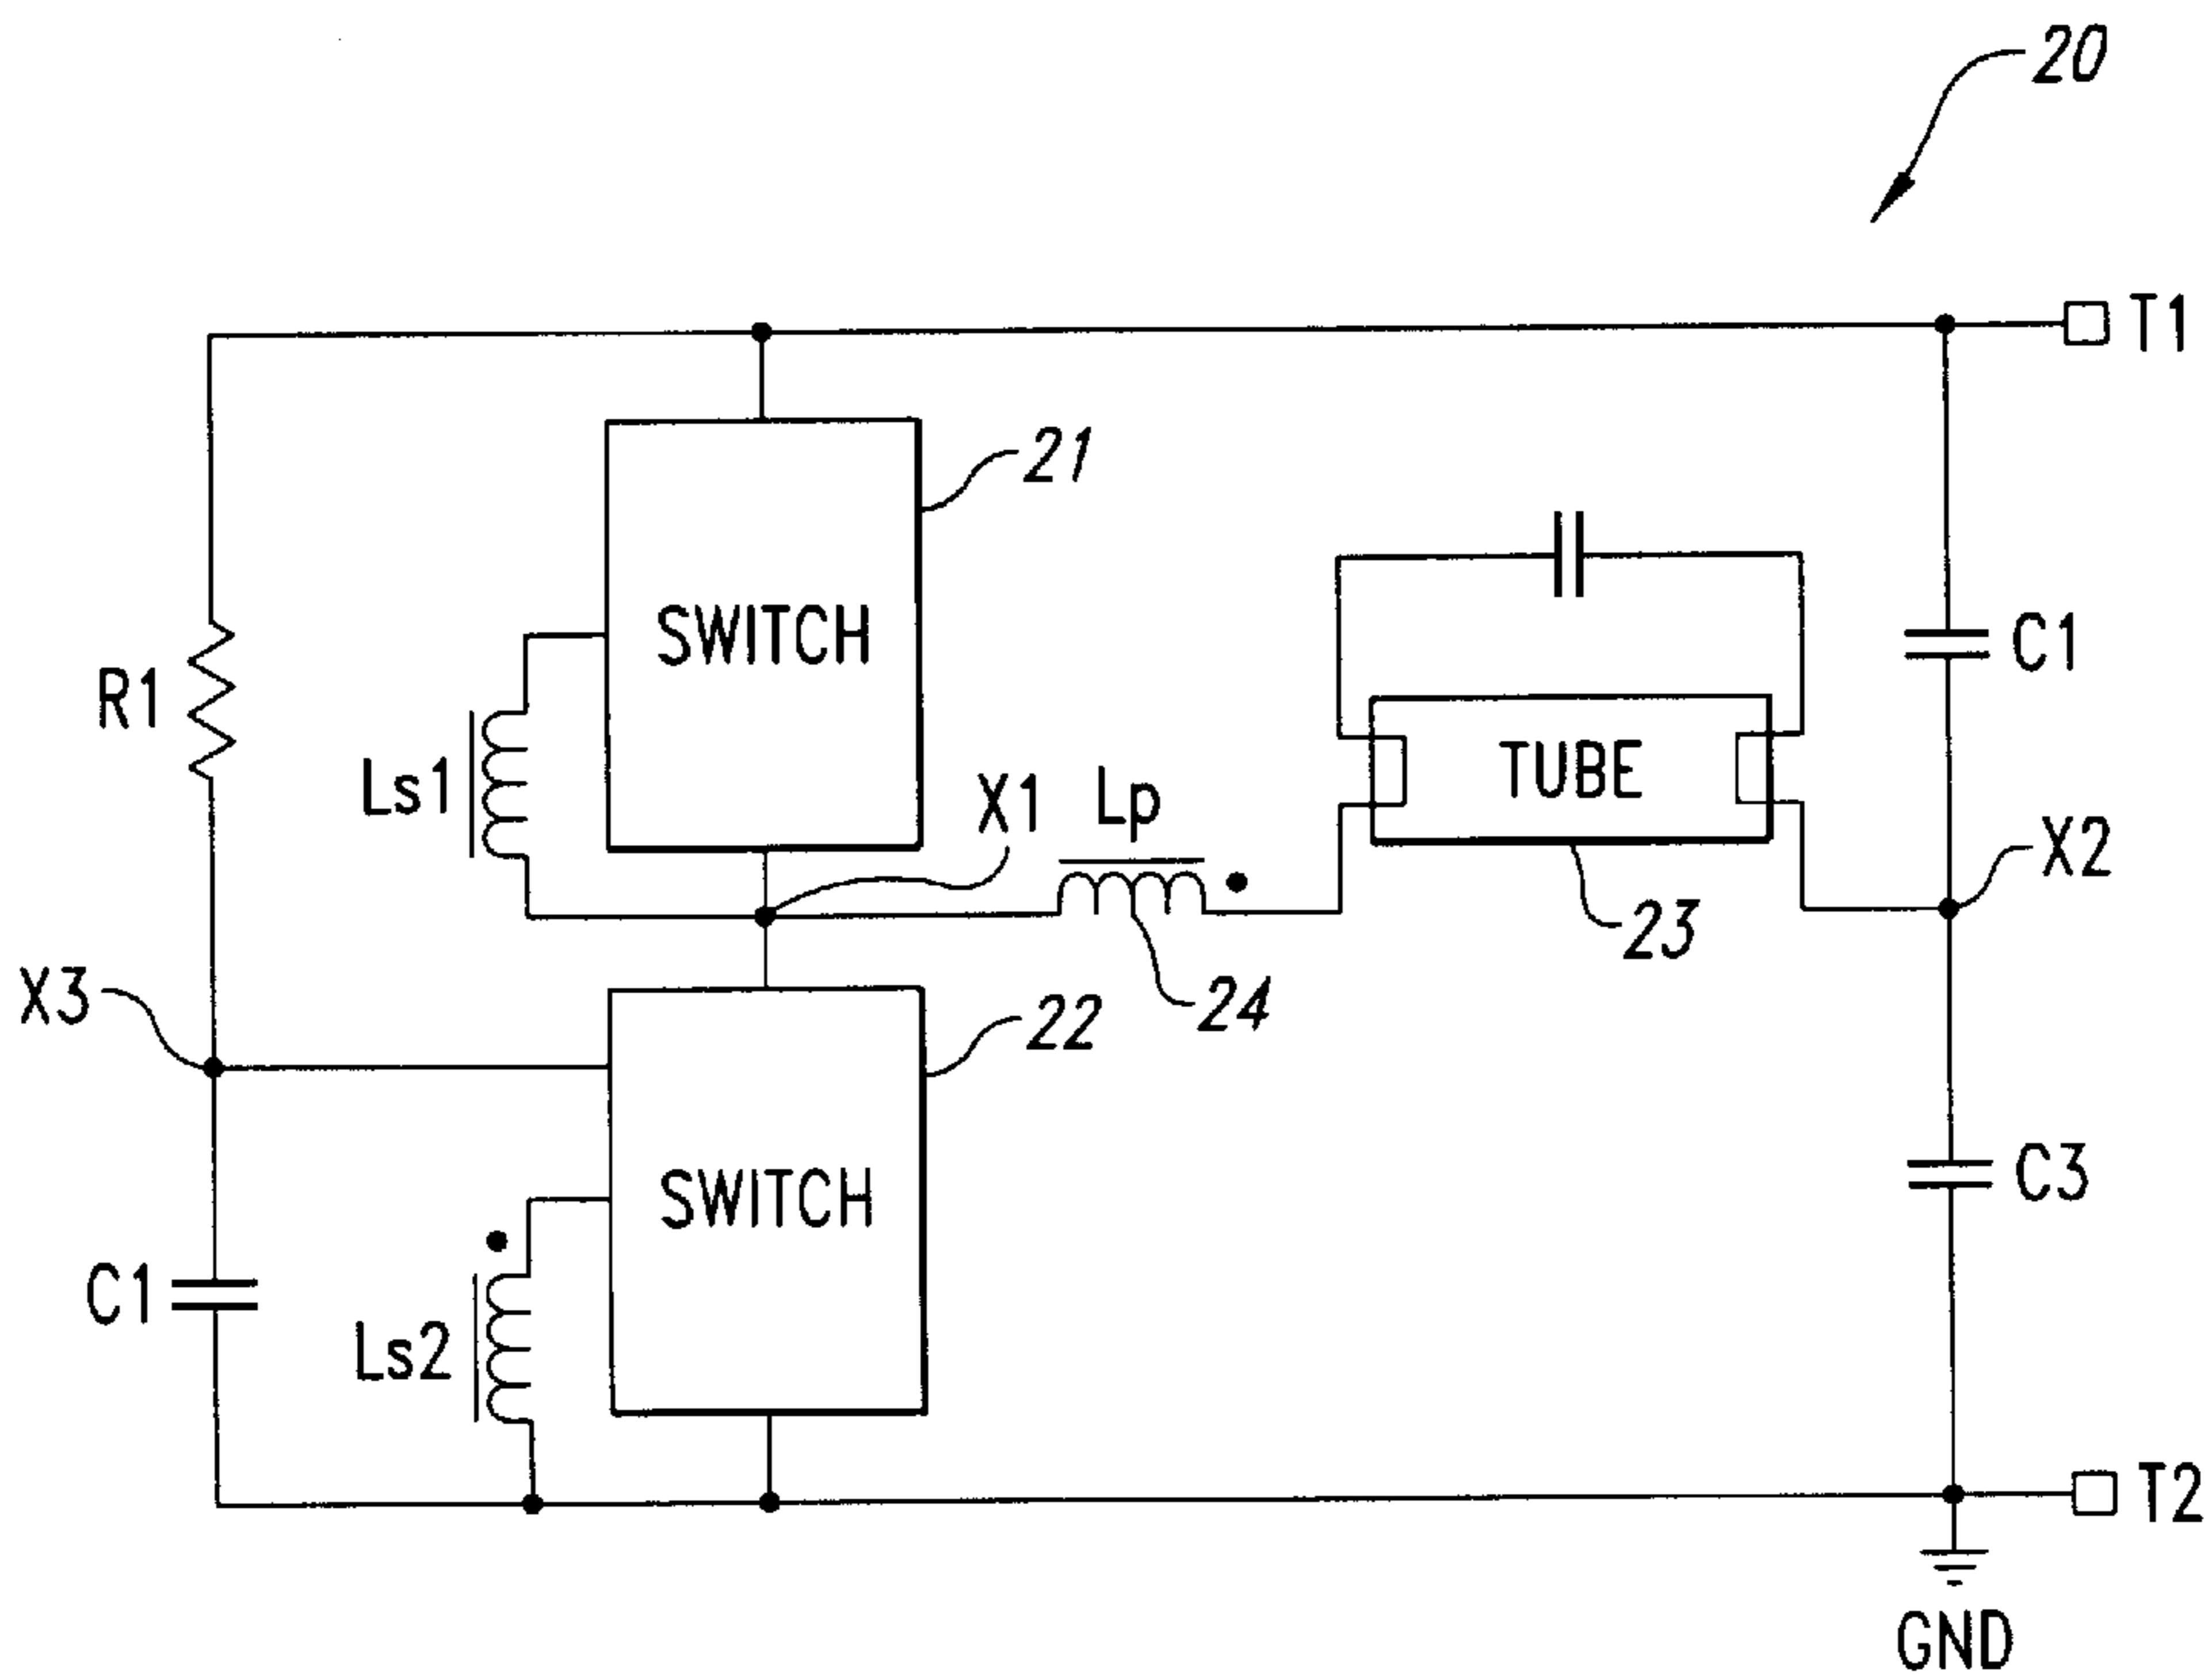 20
T1
21
SWITCH
C1
R1
TUBE
Ls1
X1
Lp
X2
23
X3
24
22
C3
SWITCH
C1
Ls2
T2
GND